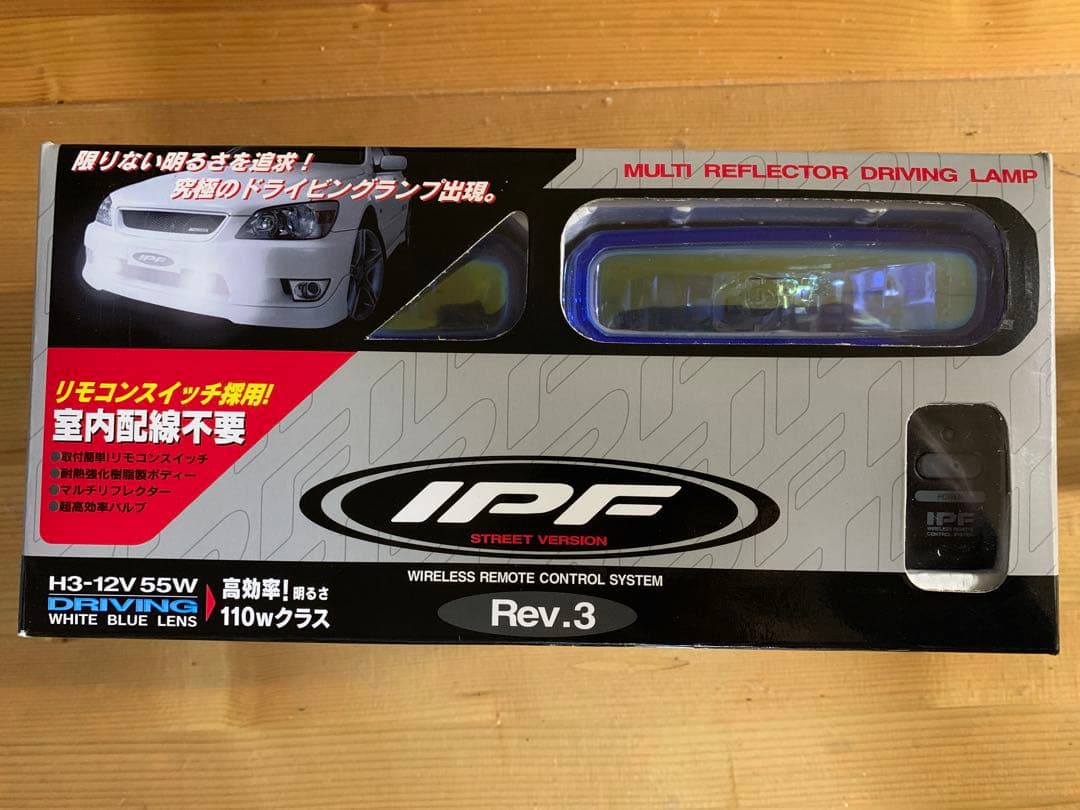 限りない明るさを追求!
究極のドライビングランプ出現。
MULTI REFLECTOR DRIVING LAMP
IPF
リモコンスイッチ採用!
室内配線不要
●取付簡単!リモコンスイッチ
●耐熱強化樹脂製ボディー
●マルチリフレクター
●超高効率バルブ
IPF
STREET VERSION
POWER
IPF
WIRELESS REMOTE
CONTROL SYSTEM
H3-12V 55W
DRIVING
WHITE BLUE LENS
高効率!明るさ
110wクラス
WIRELESS REMOTE CONTROL SYSTEM
Rev.3